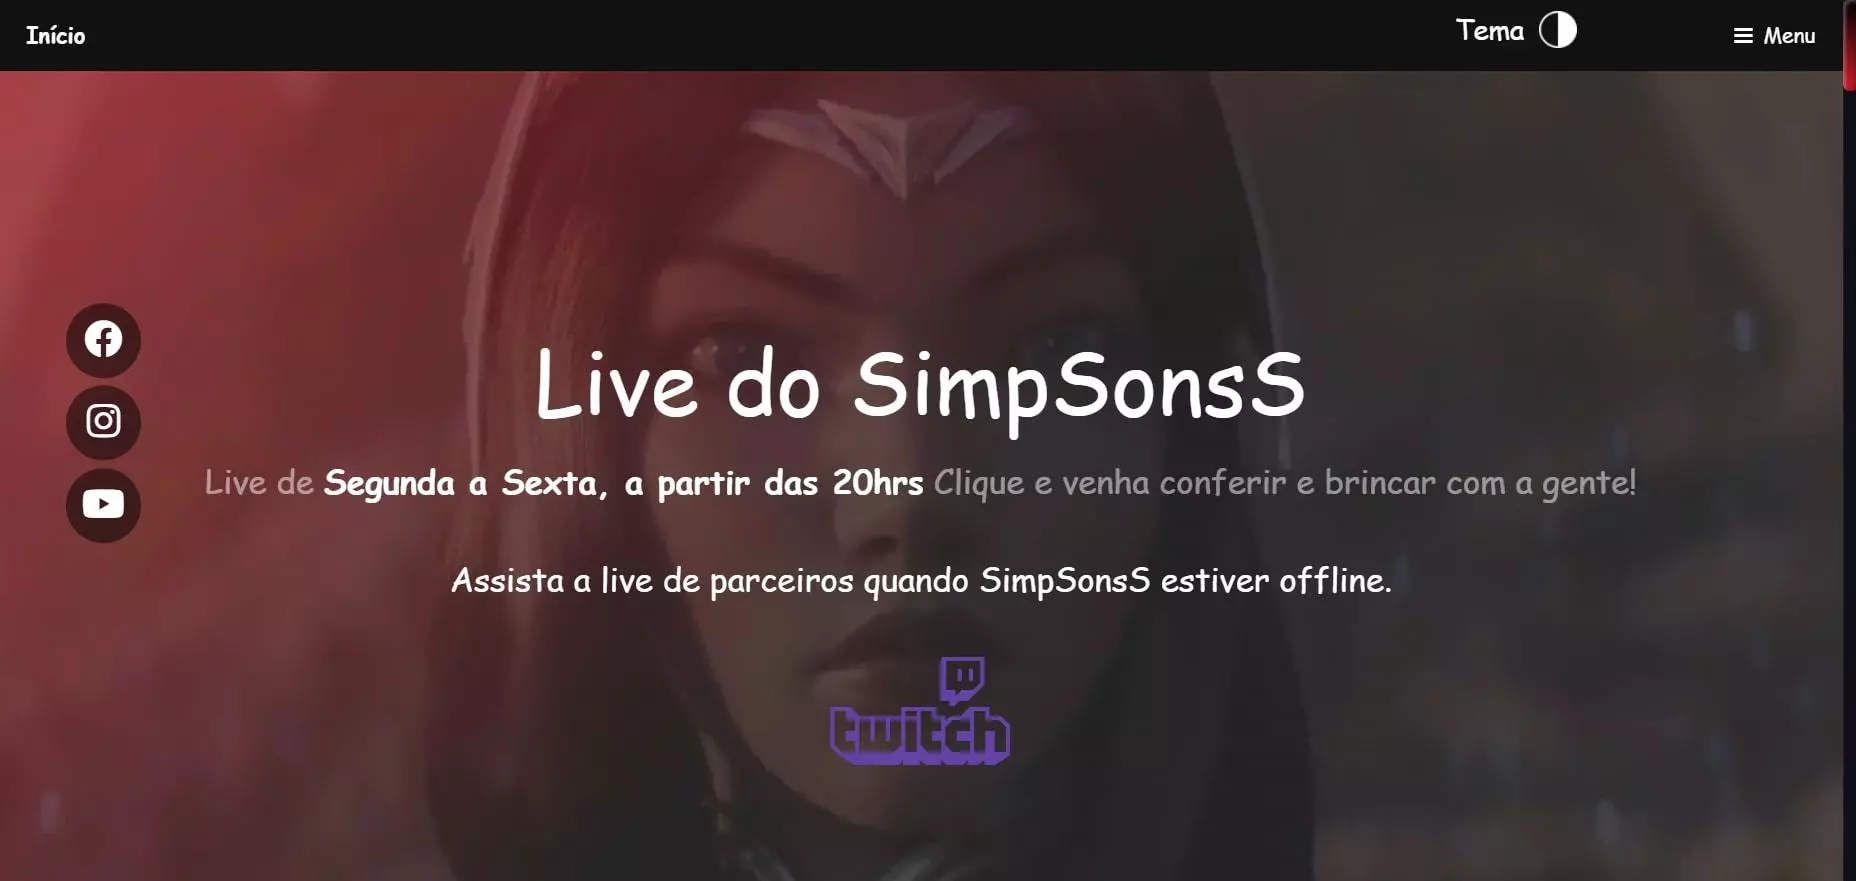 Início
Tema
Menu
Live do SimpSonsS
Live de Segunda a Sexta, a partir das 20hrs Clique e venha conferir e brincar com a gente!
Assista a live de parceiros quando SimpSonsS estiver offline.
twitch